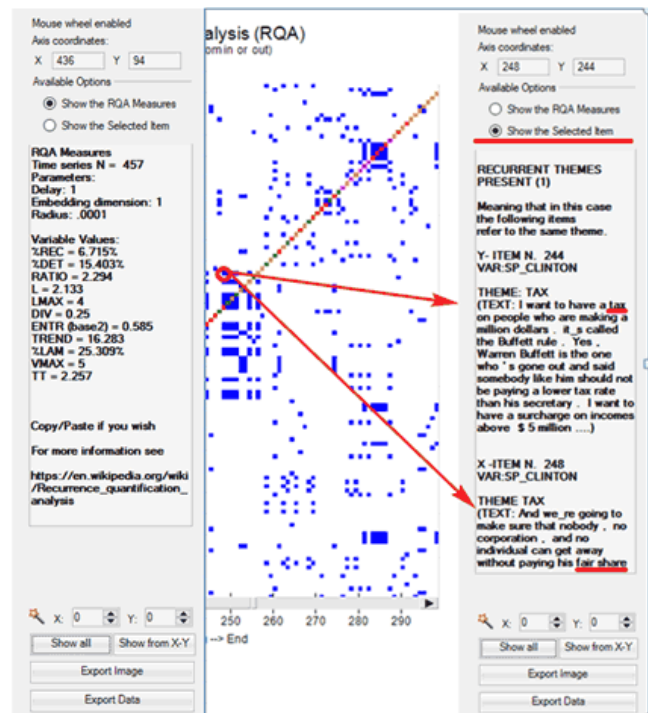 Mouse wheel enabled
Axis coordinates:
X 436 Y 94
Available Options
Show the RQA Measures
Show the Selected Item
RQA Measures
Time series N = 457
Parameters:
Delay: 1
Embedding dimension: 1
Radius: .0001
Variable Values:
%REC = 6.715%
%DET = 15.403%
RATIO = 2.294
L = 2.133
LMAX = 4
DIV = 0.25
ENTR (base2) = 0.585
TREND = 16.283
%LAM = 25.309%
VMAX = 5
TT = 2.257
Copy/Paste if you wish
For more information see
https://en.wikipedia.org/wiki
/Recurrence_quantification_
analysis
X: 0 Y: 0
Show all Show from X-Y
Export Image
Export Data
alysis (RQA)
om in or out)
250 260 270 280 290
--> End
Mouse wheel enabled
Axis coordinates:
X 248 Y 244
Available Options
Show the RQA Measures
Show the Selected Item
RECURRENT THEMES
PRESENT (1)
Meaning that in this case
the following items
refer to the same theme.
Y- ITEM N. 244
VAR:SP_CLINTON
THEME: TAX
(TEXT: I want to have a tax
on people who are making a
million dollars . it_s called
the Buffett rule . Yes ,
Warren Buffett is the one
who ' s gone out and said
somebody like him should not
be paying a lower tax rate
than his secretary . I want to
have a surcharge on incomes
above $ 5 million ....)
X -ITEM N. 248
VAR:SP_CLINTON
THEME TAX
(TEXT: And we_re going to
make sure that nobody , no
corporation , and no
individual can get away
without paying his fair share
X: 0 Y: 0
Show all Show from X-Y
Export Image
Export Data